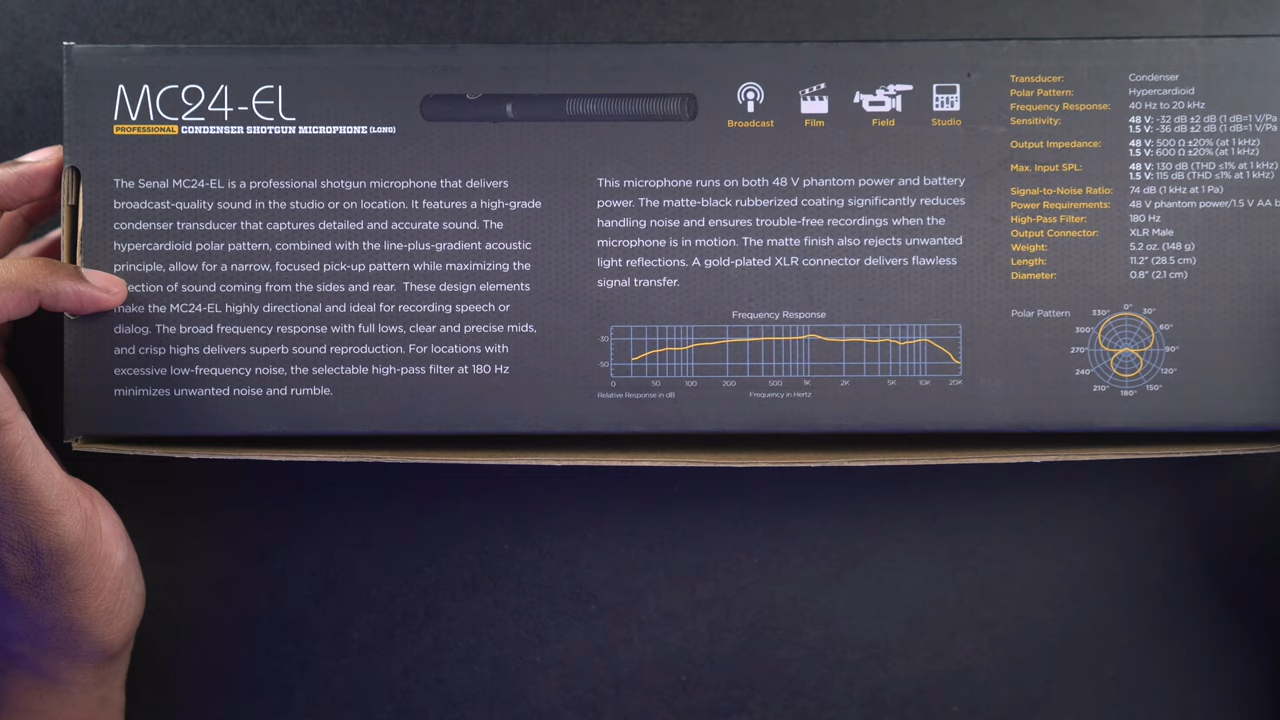 MC24-EL
PROFESSIONAL CONDENSER SHOTGUN MICROPHONE (LONG)
The Senal MC24-EL is a professional shotgun microphone that delivers
broadcast-quality sound in the studio or on location. It features a high-grade
condenser transducer that captures detailed and accurate sound. The
hypercardioid polar pattern, combined with the line-plus-gradient acoustic
principle, allow for a narrow, focused pick-up pattern while maximizing the
ection of sound coming from the sides and rear. These design elements
make the MC24-EL highly directional and ideal for recording speech or
dialog. The broad frequency response with full lows, clear and precise mids,
and crisp highs delivers superb sound reproduction. For locations with
excessive low-frequency noise, the selectable high-pass filter at 180 Hz
minimizes unwanted noise and rumble.
Broadcast Film Field Studio
This microphone runs on both 48 V phantom power and battery
power. The matte-black rubberized coating significantly reduces
handling noise and ensures trouble-free recordings when the
microphone is in motion. The matte finish also rejects unwanted
light reflections. A gold-plated XLR connector delivers flawless
signal transfer.
Frequency Response
-30
-50
0 50 100 200 500 1K 2K 5K 10K 20K
Relative Response in dB Frequency in Hertz
Transducer: Condenser
Polar Pattern: Hypercardioid
Frequency Response: 40 Hz to 20 kHz
Sensitivity: 48 V: -32 dB ±2 dB (1 dB=1 V/Pa
1.5 V: -36 dB ±2 dB (1 dB=1 V/Pa
Output Impedance: 48 V: 500 Ω ±20% (at 1 kHz)
1.5 V: 600 Ω ±20% (at 1 kHz)
Max. Input SPL: 48 V: 130 dB (THD ≤1% at 1 kHz)
1.5 V: 115 dB (THD ≤1% at 1 kHz)
Signal-to-Noise Ratio: 74 dB (1 kHz at 1 Pa)
Power Requirements: 48 V phantom power/1.5 V AA b
High-Pass Filter: 180 Hz
Output Connector: XLR Male
Weight: 5.2 oz. (148 g)
Length: 11.2" (28.5 cm)
Diameter: 0.8" (2.1 cm)
Polar Pattern
0°
330° 30°
300° 60°
270° 90°
240° 120°
210° 150°
180°